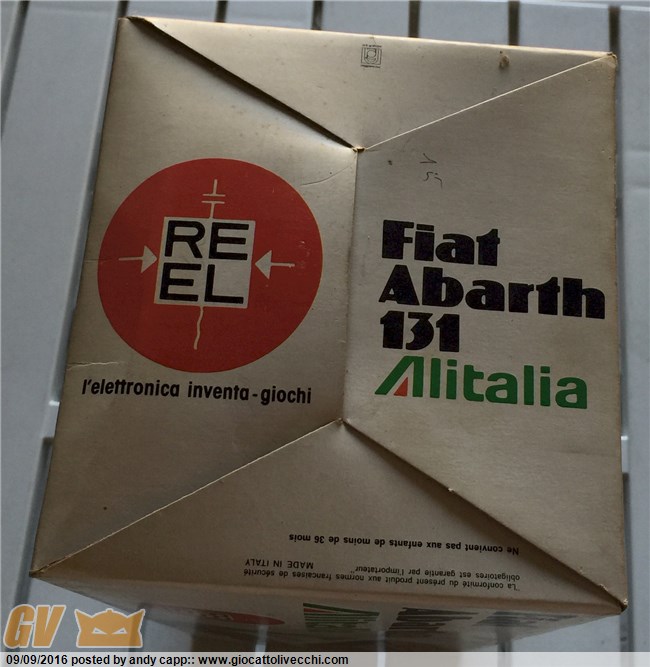 RE
EL
l'elettronica inventa-giochi
Fiat
Abarth
131
Alitalia
Ne convient pas aux enfants de moins de 36 mois
"La conformité du présent produit aux normes francaises de sécurité
obligatoires est garantie par l'importateur"
MADE IN ITALY
GV
09/09/2016 posted by andy capp:: www.giocattolivecchi.com